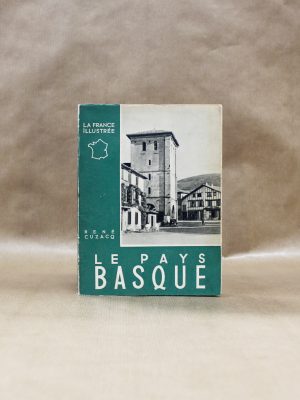 LA FRANCE
ILLUSTRÉE
RENÉ
CUZACQ
LE PAYS
BASQUE